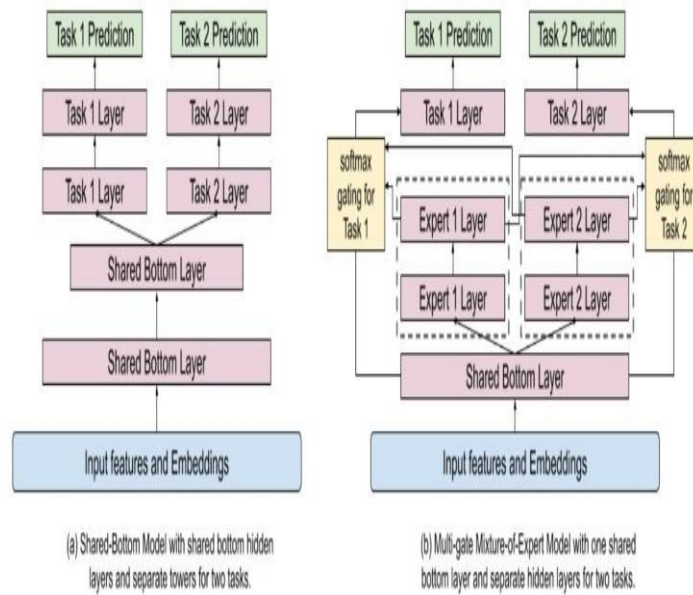 Task 1 Prediction
Task 2 Prediction
Task 1 Layer
Task 2 Layer
Task 1 Layer
Task 2 Layer
Shared Bottom Layer
Shared Bottom Layer
Input features and Embeddings
(a) Shared-Bottom Model with shared bottom hidden
layers and separate towers for two tasks.
Task 1 Prediction
Task 2 Prediction
Task 1 Layer
Task 2 Layer
softmax
gating for
Task 1
softmax
gating for
Task 2
Expert 1 Layer
Expert 2 Layer
Expert 1 Layer
Expert 2 Layer
Shared Bottom Layer
Input features and Embeddings
(b) Multi-gate Mixture-of-Expert Model with one shared
bottom layer and separate hidden layers for two tasks.